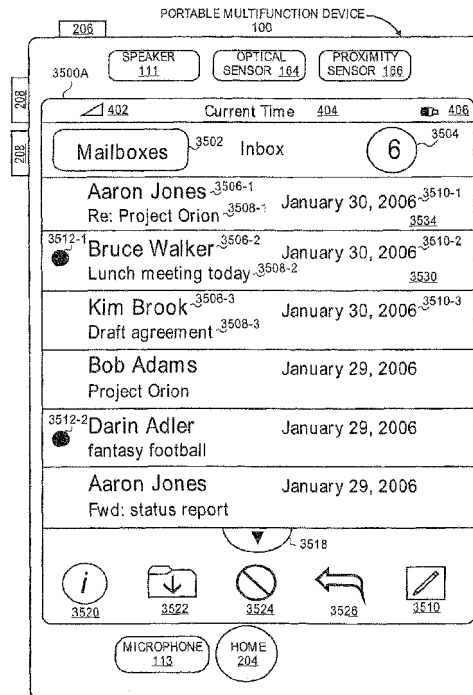 PORTABLE MULTIFUNCTION DEVICE
100
206
SPEAKER
111
OPTICAL
SENSOR 164
PROXIMITY
SENSOR 166
3500A
208
208
402 Current Time 404 406
Mailboxes 3502 Inbox 6 3504
Aaron Jones 3506-1 January 30, 2006 3510-1
Re: Project Orion 3508-1 3534
3512-1 Bruce Walker 3506-2 January 30, 2006 3510-2
Lunch meeting today 3508-2 3530
Kim Brook 3506-3 January 30, 2006 3510-3
Draft agreement 3508-3
Bob Adams January 29, 2006
Project Orion
3512-2 Darin Adler January 29, 2006
fantasy football
Aaron Jones January 29, 2006
Fwd: status report
3518
i
3520 3522 3524 3526 3510
MICROPHONE
113
HOME
204